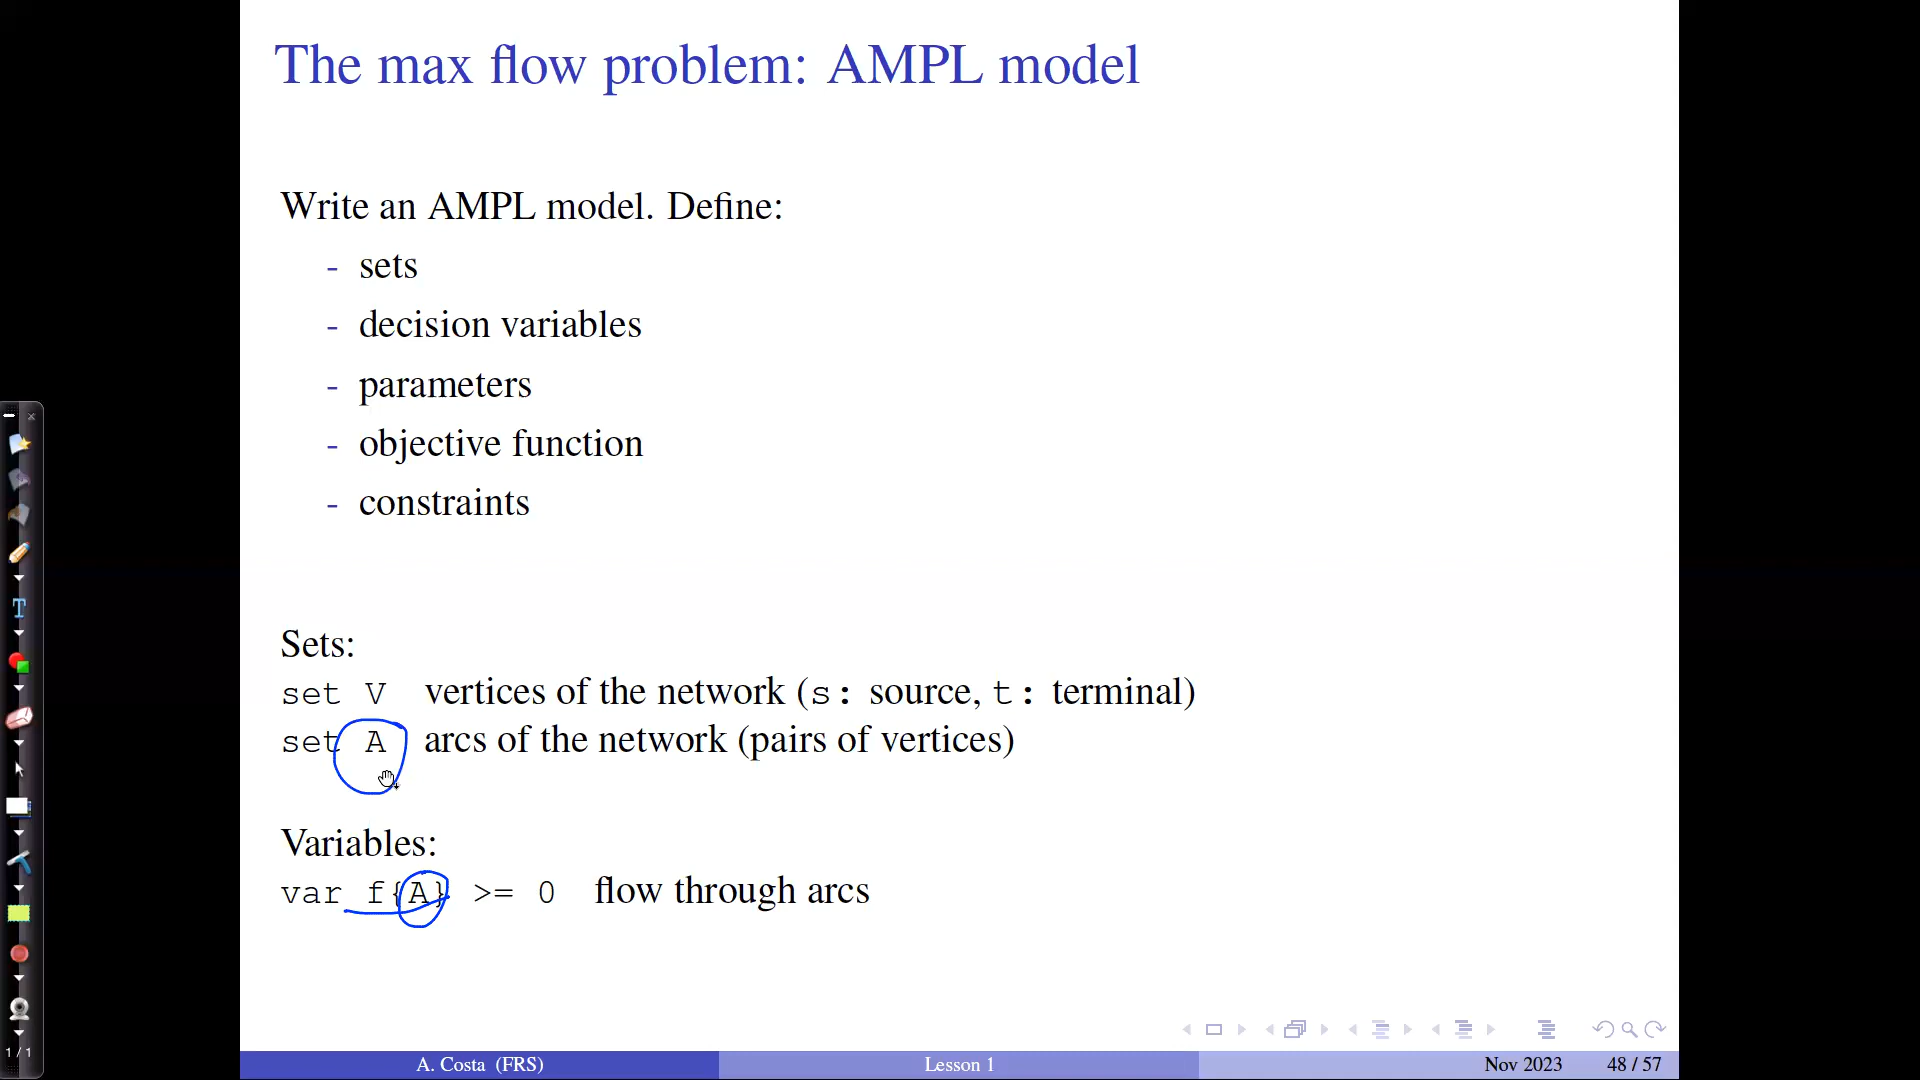 The max flow problem: AMPL model
Write an AMPL model. Define:
- sets
- decision variables
- parameters
- objective function
- constraints
Sets:
set V vertices of the network (s: source, t: terminal)
set A arcs of the network (pairs of vertices)
Variables:
var f{A} >= 0 flow through arcs
T
1 / 1
A. Costa (FRS) Lesson 1 Nov 2023 48 / 57